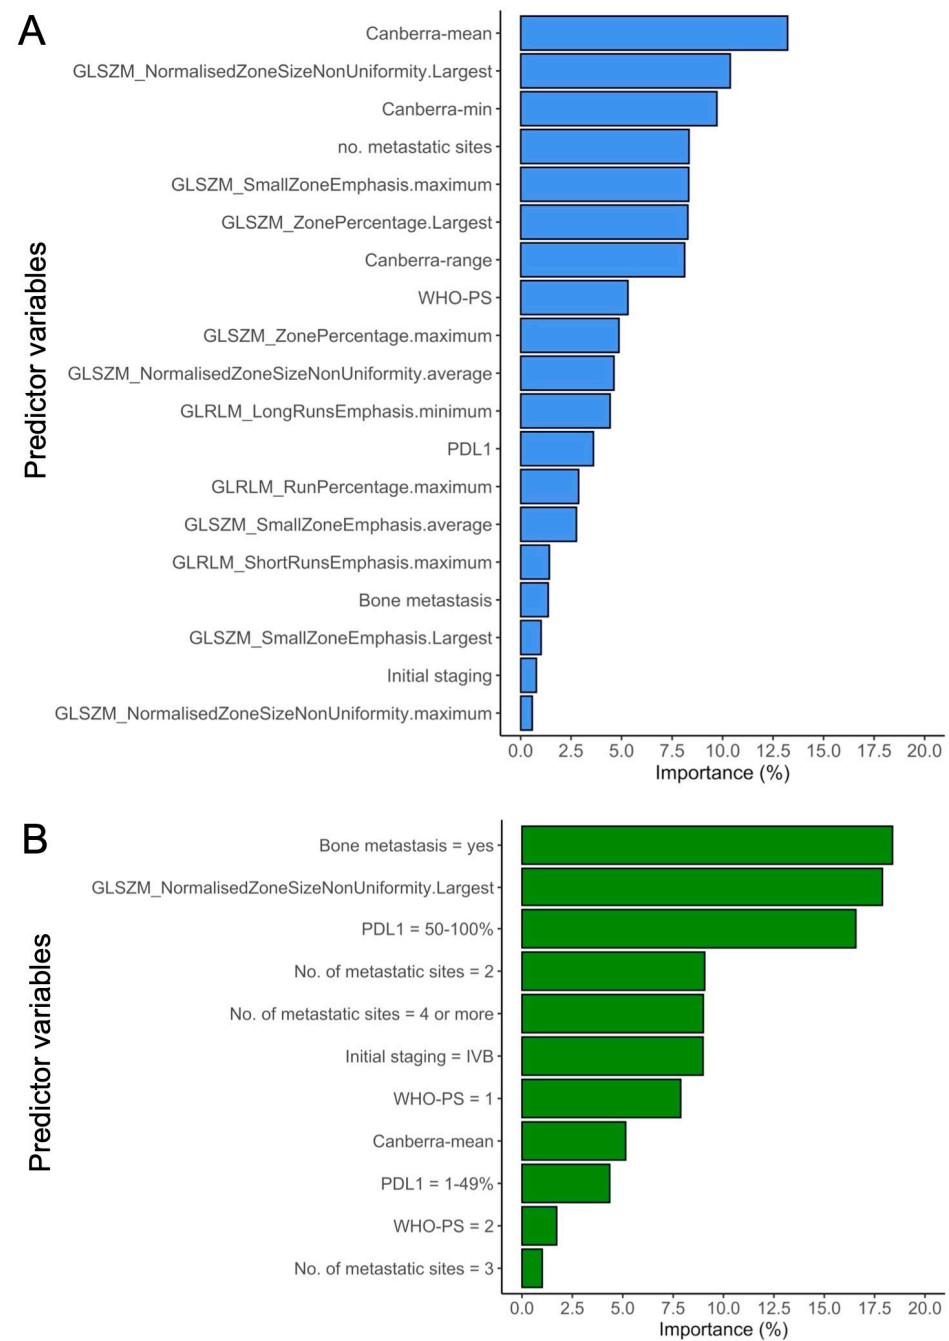 A
Predictor variables
Canberra-mean
GLSZM_NormalisedZoneSizeNonUniformity.Largest
Canberra-min
no. metastatic sites
GLSZM_SmallZoneEmphasis.maximum
GLSZM_ZonePercentage.Largest
Canberra-range
WHO-PS
GLSZM_ZonePercentage.maximum
GLSZM_NormalisedZoneSizeNonUniformity.average
GLRLM_LongRunsEmphasis.minimum
PDL1
GLRLM_RunPercentage.maximum
GLSZM_SmallZoneEmphasis.average
GLRLM_ShortRunsEmphasis.maximum
Bone metastasis
GLSZM_SmallZoneEmphasis.Largest
Initial staging
GLSZM_NormalisedZoneSizeNonUniformity.maximum
0.0 2.5 5.0 7.5 10.0 12.5 15.0 17.5 20.0
Importance (%)
B
Predictor variables
Bone metastasis = yes
GLSZM_NormalisedZoneSizeNonUniformity.Largest
PDL1 = 50-100%
No. of metastatic sites = 2
No. of metastatic sites = 4 or more
Initial staging = IVB
WHO-PS = 1
Canberra-mean
PDL1 = 1-49%
WHO-PS = 2
No. of metastatic sites = 3
0.0 2.5 5.0 7.5 10.0 12.5 15.0 17.5 20.0
Importance (%)